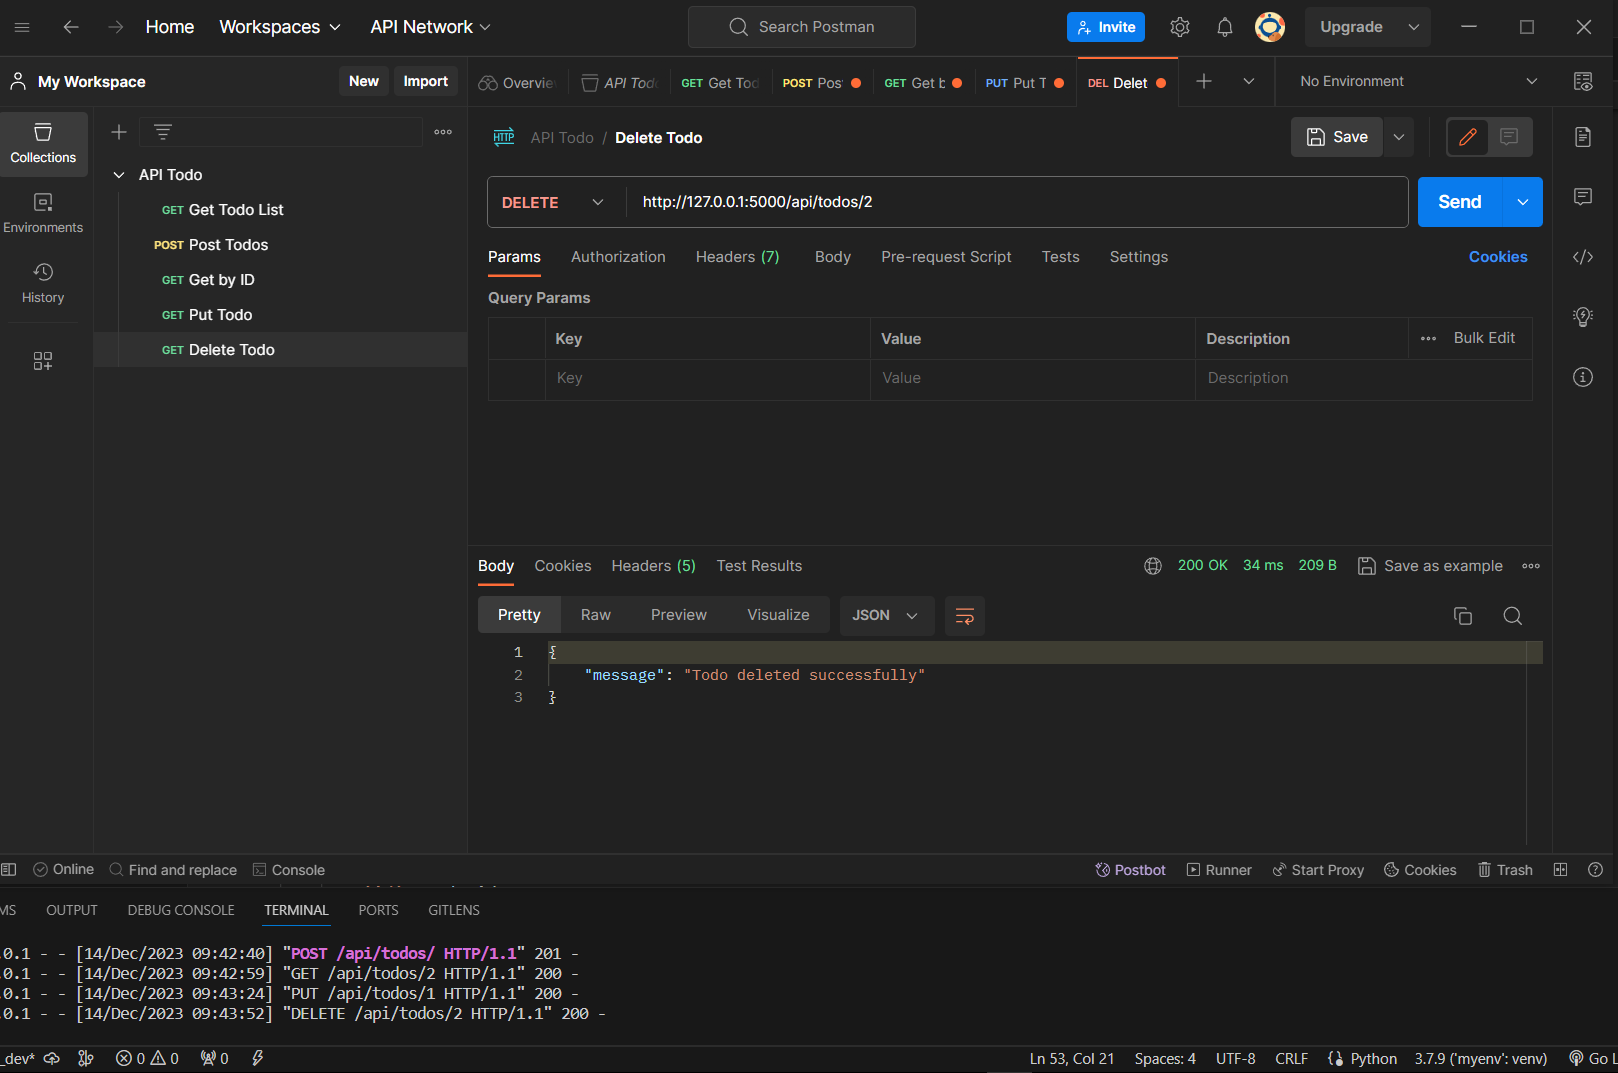 Home Workspaces API Network Search Postman Invite Upgrade
My Workspace New Import Overvie API Todo GET Get Tod POST Pos GET Get b PUT Put T DEL Delet No Environment
Collections
Environments
History
API Todo
GET Get Todo List
POST Post Todos
GET Get by ID
GET Put Todo
GET Delete Todo
HTTP API Todo / Delete Todo Save
DELETE http://127.0.0.1:5000/api/todos/2 Send
Params Authorization Headers (7) Body Pre-request Script Tests Settings Cookies
Query Params
Key Value Description Bulk Edit
Key Value Description
Body Cookies Headers (5) Test Results 200 OK 34 ms 209 B Save as example
Pretty Raw Preview Visualize JSON
1 {
2 "message": "Todo deleted successfully"
3 }
Online Find and replace Console Postbot Runner Start Proxy Cookies Trash
MS OUTPUT DEBUG CONSOLE TERMINAL PORTS GITLENS
.0.1 - - [14/Dec/2023 09:42:40] "POST /api/todos/ HTTP/1.1" 201 -
.0.1 - - [14/Dec/2023 09:42:59] "GET /api/todos/2 HTTP/1.1" 200 -
.0.1 - - [14/Dec/2023 09:43:24] "PUT /api/todos/1 HTTP/1.1" 200 -
.0.1 - - [14/Dec/2023 09:43:52] "DELETE /api/todos/2 HTTP/1.1" 200 -
_dev* 0 0 0 Ln 53, Col 21 Spaces: 4 UTF-8 CRLF Python 3.7.9 ('myenv': venv) Go L